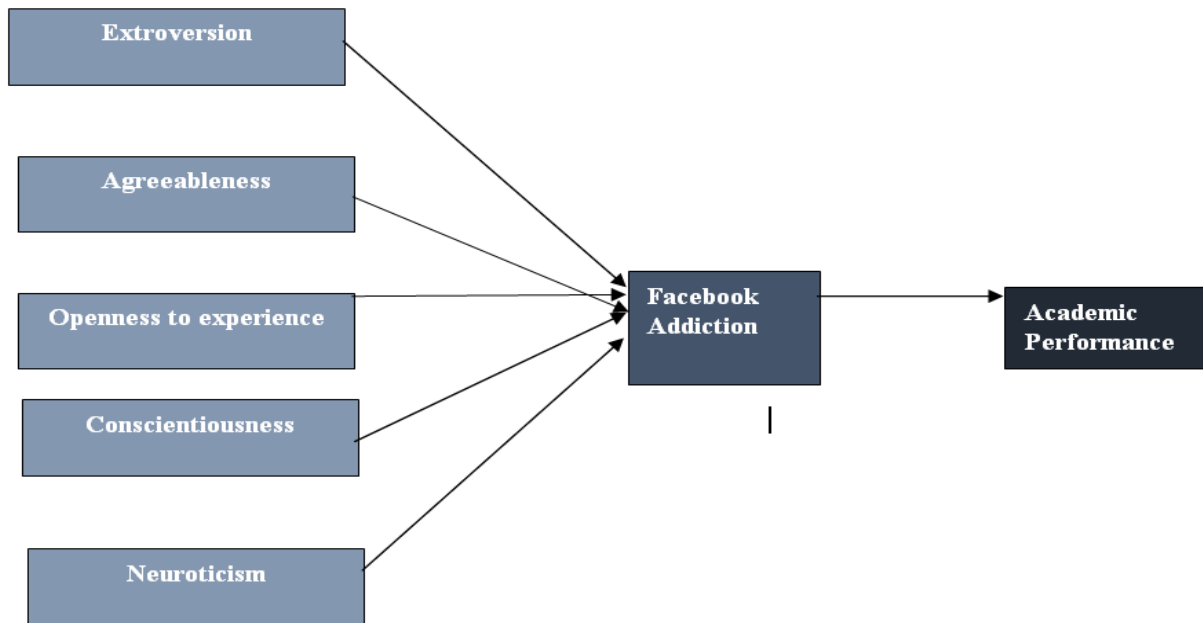 Extroversion
Agreeableness
Openness to experience
Conscientiousness
Neuroticism
Facebook
Addiction
Academic
Performance